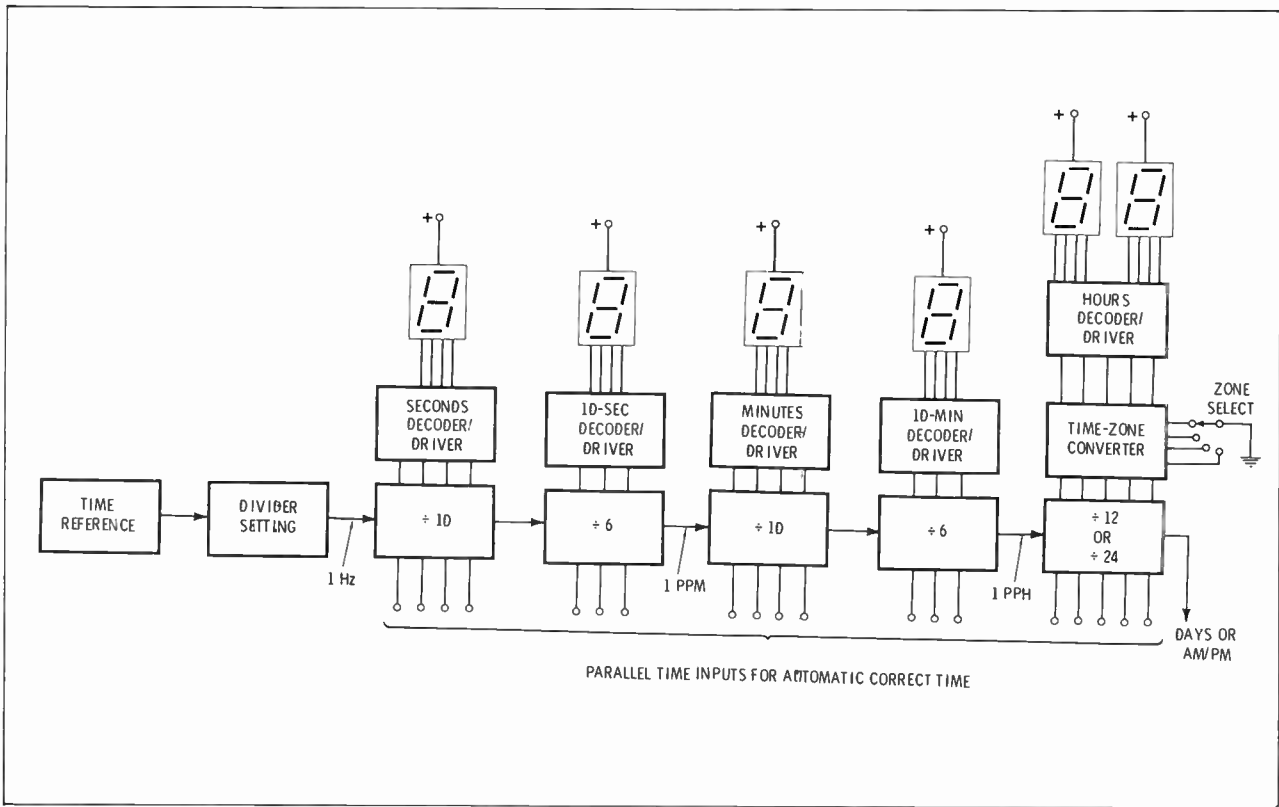 +
+
+
+
+
+
HOURS
DECODER/
DRIVER
SECONDS
DECODER/
DRIVER
10-SEC
DECODER/
DRIVER
MINUTES
DECODER/
DRIVER
10-MIN
DECODER/
DRIVER
TIME-ZONE
CONVERTER
ZONE
SELECT
TIME
REFERENCE
DIVIDER
SETTING
1 Hz
÷ 10
÷ 6
1 PPM
÷ 10
÷ 6
1 PPH
÷ 12
OR
÷ 24
DAYS OR
AM/PM
PARALLEL TIME INPUTS FOR AUTOMATIC CORRECT TIME